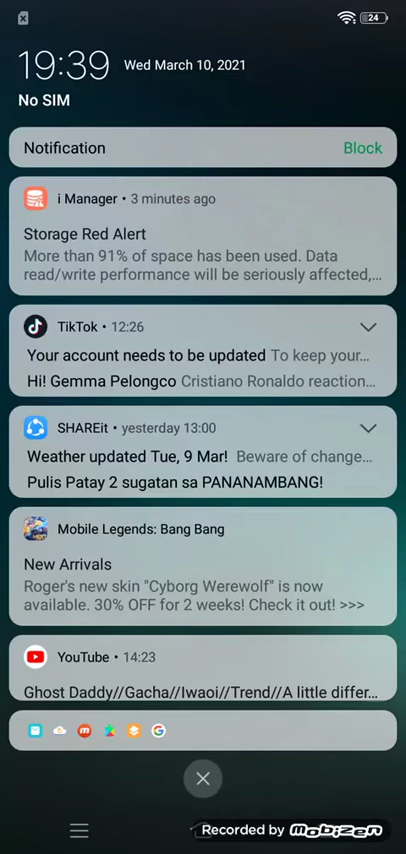 24
19:39 Wed March 10, 2021
No SIM
Notification Block
i Manager • 3 minutes ago
Storage Red Alert
More than 91% of space has been used. Data
read/write performance will be seriously affected,...
TikTok • 12:26
Your account needs to be updated To keep your...
Hi! Gemma Pelongco Cristiano Ronaldo reaction...
SHAREit • yesterday 13:00
Weather updated Tue, 9 Mar! Beware of change...
Pulis Patay 2 sugatan sa PANANAMBANG!
Mobile Legends: Bang Bang
New Arrivals
Roger's new skin "Cyborg Werewolf" is now
available. 30% OFF for 2 weeks! Check it out! >>>
YouTube • 14:23
Ghost Daddy//Gacha//Iwaoi//Trend//A little differ...
Recorded by Mobizen